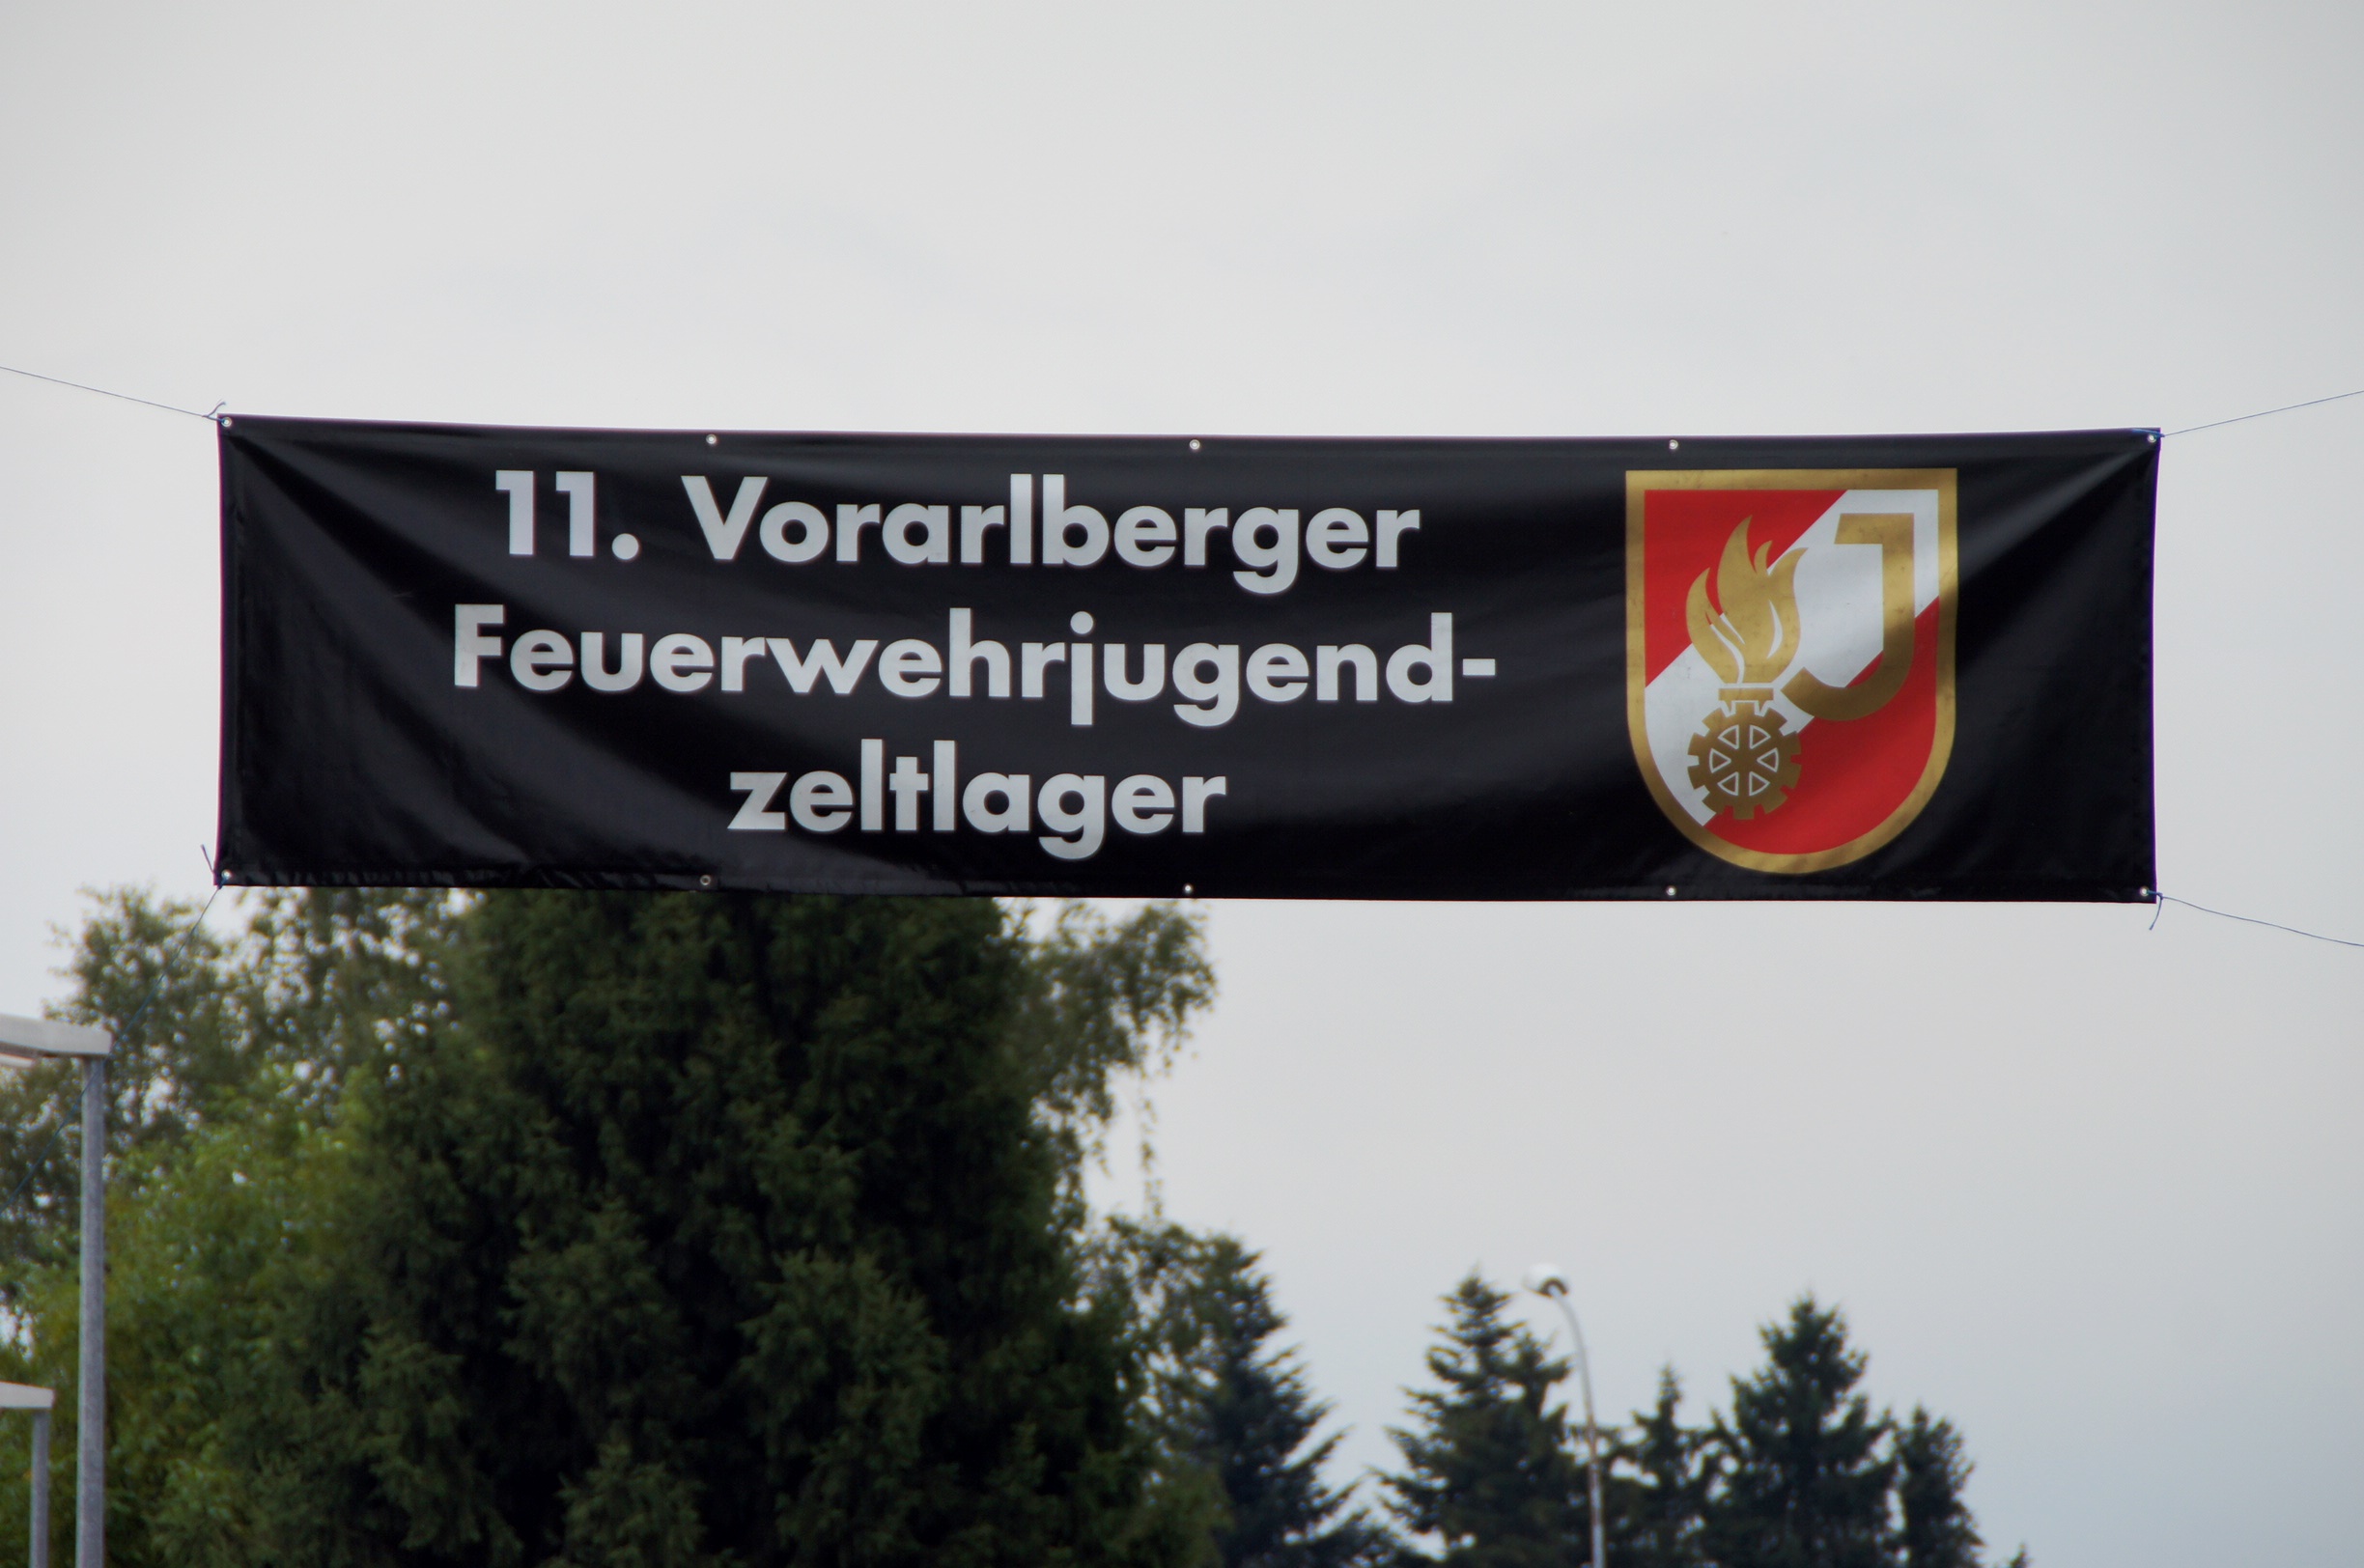 11. Vorarlberger
Feuerwehrjugend-
zeltlager
J